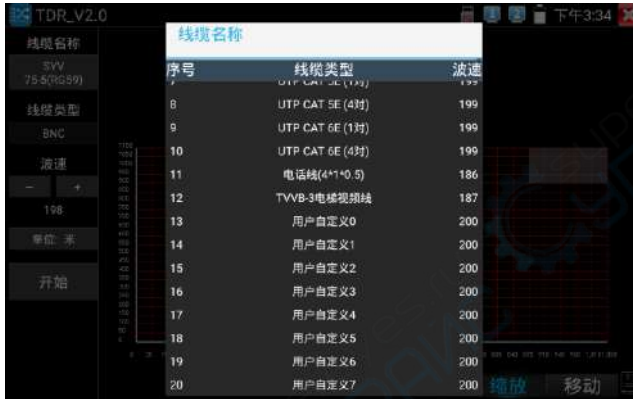 TDR_V2.0
下午3:34
线缆名称
SYV
75-5(RG59)
线缆类型
BNC
波速
- +
198
单位: 米
开始
线缆名称
序号 线缆类型 波速
7 UTP CAT 5E (1对) 199
8 UTP CAT 5E (4对) 199
9 UTP CAT 6E (1对) 199
10 UTP CAT 6E (4对) 199
11 电话线(4*1*0.5) 186
12 TVVB-3电梯视频线 187
13 用户自定义0 200
14 用户自定义1 200
15 用户自定义2 200
16 用户自定义3 200
17 用户自定义4 200
18 用户自定义5 200
19 用户自定义6 200
20 用户自定义7 200
缩放 移动